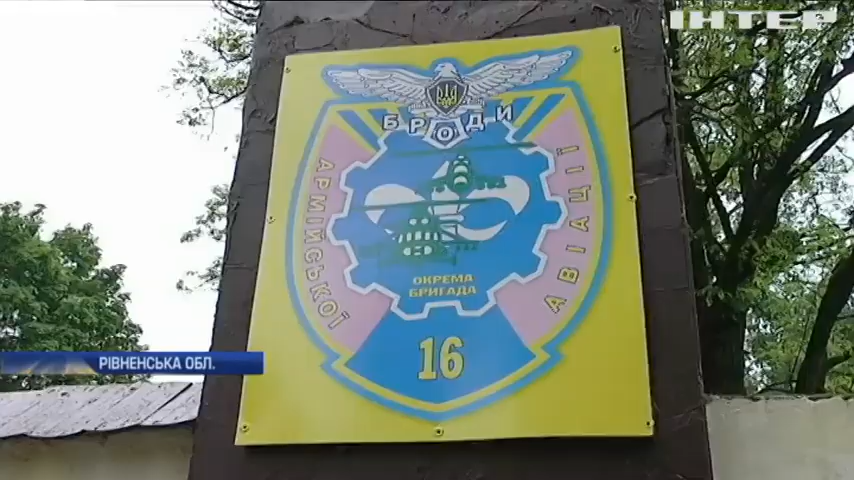 ІНТЕР
БРОДИ
АРМІЙСЬКОЇ
АВІАЦІЇ
ОКРЕМА
БРИГАДА
16
РІВНЕНСЬКА ОБЛ.